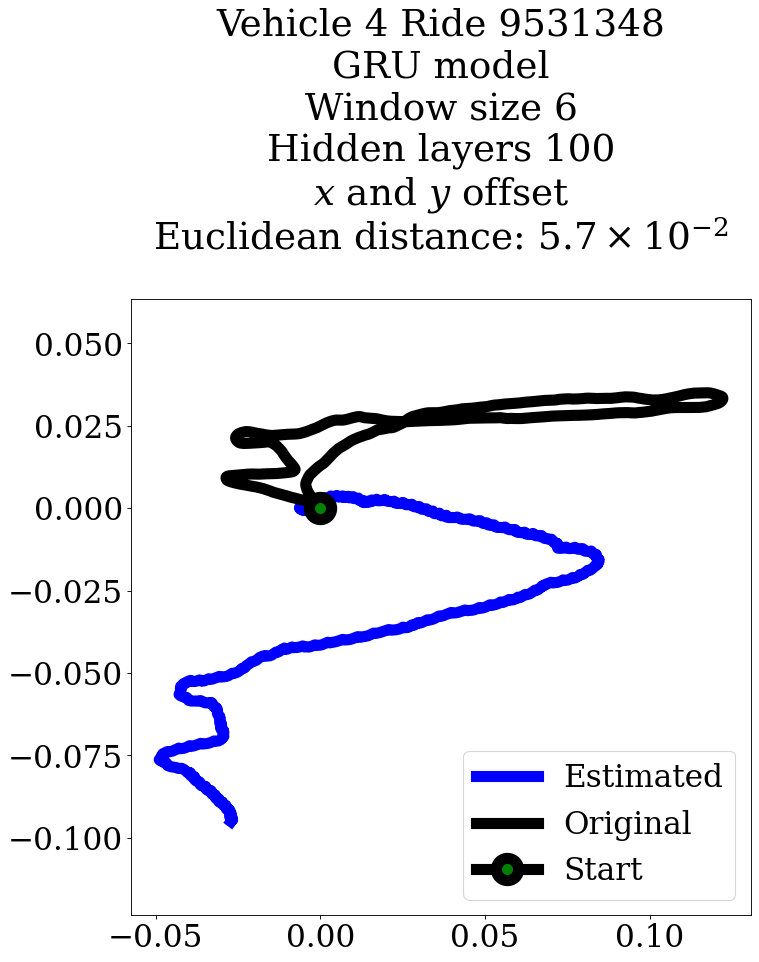 Vehicle 4 Ride 9531348
GRU model
Window size 6
Hidden layers 100
x and y offset
Euclidean distance: 5.7 × 10⁻²
0.050
0.025
0.000
−0.025
−0.050
−0.075
−0.100
Estimated
Original
Start
−0.05 0.00 0.05 0.10